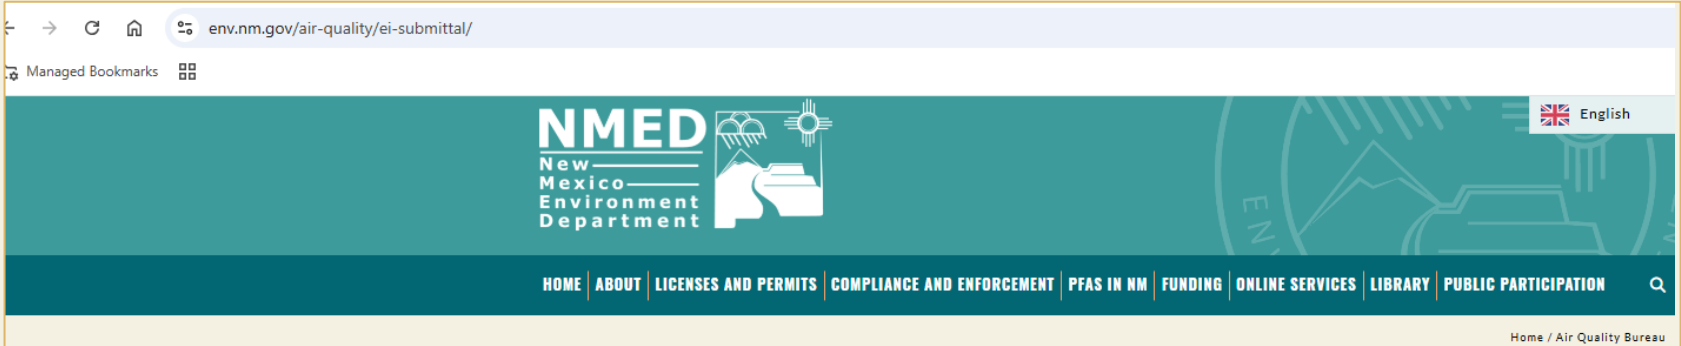 env.nm.gov/air-quality/ei-submittal/
Managed Bookmarks
English
NMED
New
Mexico
Environment
Department
HOME ABOUT LICENSES AND PERMITS COMPLIANCE AND ENFORCEMENT PFAS IN NM FUNDING ONLINE SERVICES LIBRARY PUBLIC PARTICIPATION
Home / Air Quality Bureau